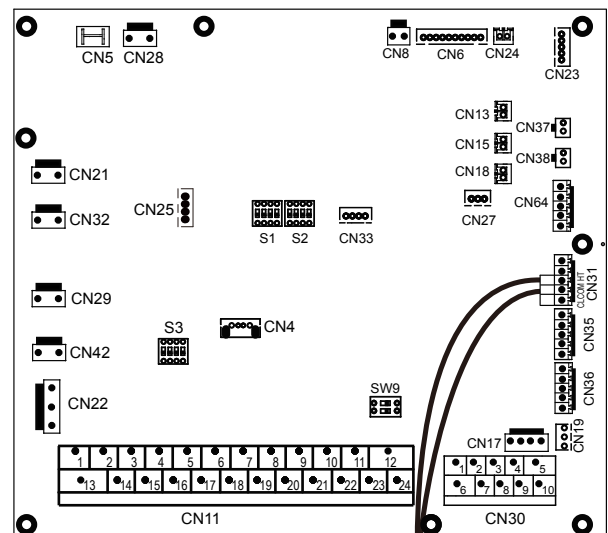 CN5 CN28 CN8 CN6 CN24
CN23
CN13 CN37
CN15 CN38
CN18
CN21
CN32 CN25 S1 S2 CN33 CN27 CN64
CN29
CLCOM HT
CN31
CN4
S3
CN42
CN35
CN22
SW9
CN36
CN17 CN19
1 2 3 4 5 6 7 8 9 10 11 12
13 14 15 16 17 18 19 20 21 22 23 24
CN11
1 2 3 4 5
6 7 8 9 10
CN30